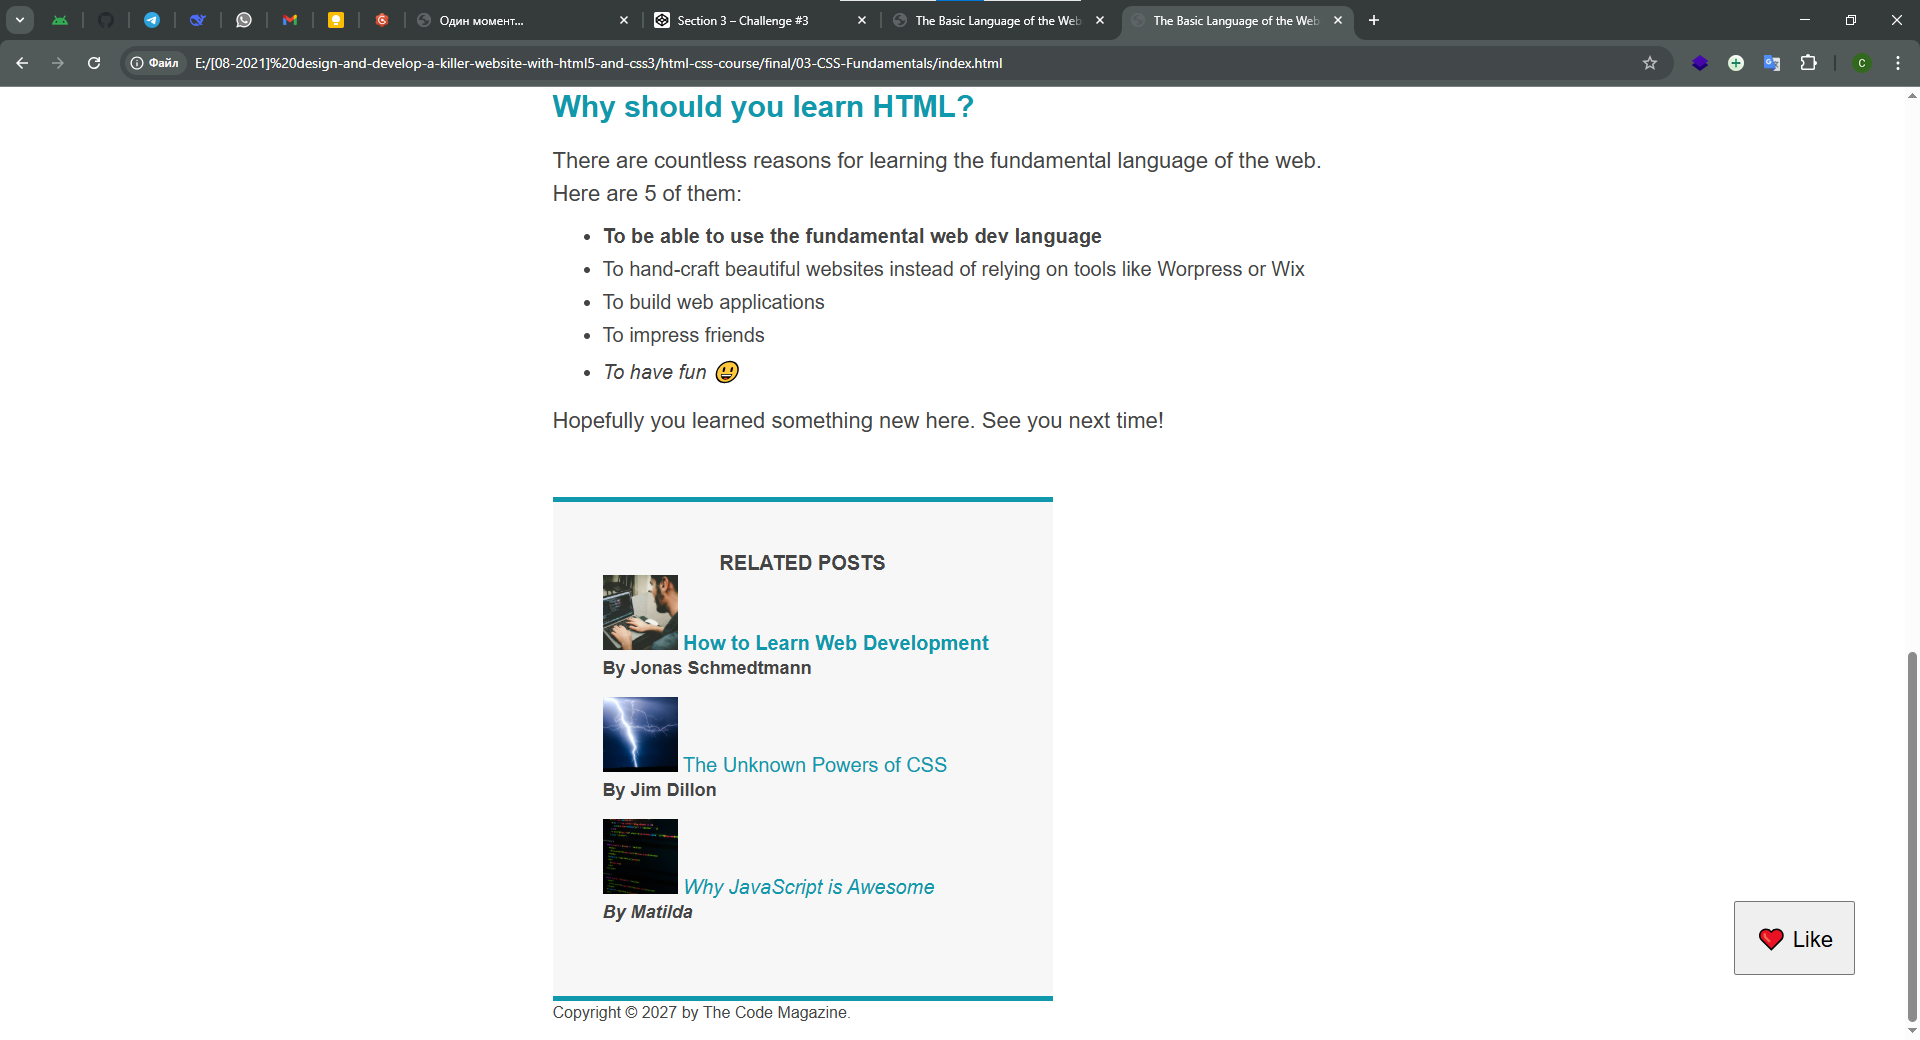 Один момент...
Section 3 – Challenge #3
The Basic Language of the Web
The Basic Language of the Web
Файл
E:/[08-2021]%20design-and-develop-a-killer-website-with-html5-and-css3/html-css-course/final/03-CSS-Fundamentals/index.html
C
Why should you learn HTML?
There are countless reasons for learning the fundamental language of the web.
Here are 5 of them:
• To be able to use the fundamental web dev language
• To hand-craft beautiful websites instead of relying on tools like Worpress or Wix
• To build web applications
• To impress friends
• To have fun 😃
Hopefully you learned something new here. See you next time!
RELATED POSTS
How to Learn Web Development
By Jonas Schmedtmann
The Unknown Powers of CSS
By Jim Dillon
Why JavaScript is Awesome
By Matilda
❤️ Like
Copyright © 2027 by The Code Magazine.